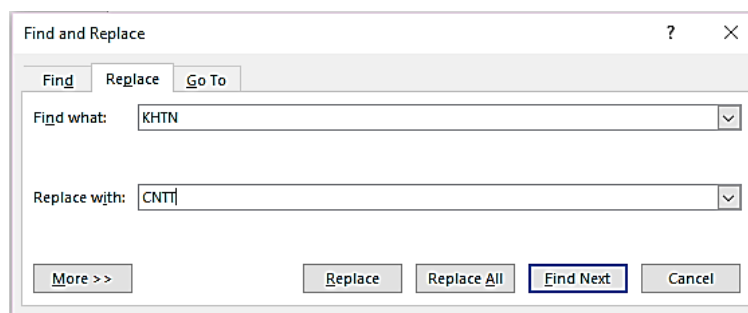 Find and Replace ?
Find Replace Go To
Find what: KHTN
Replace with: CNTT
More >> Replace Replace All Find Next Cancel